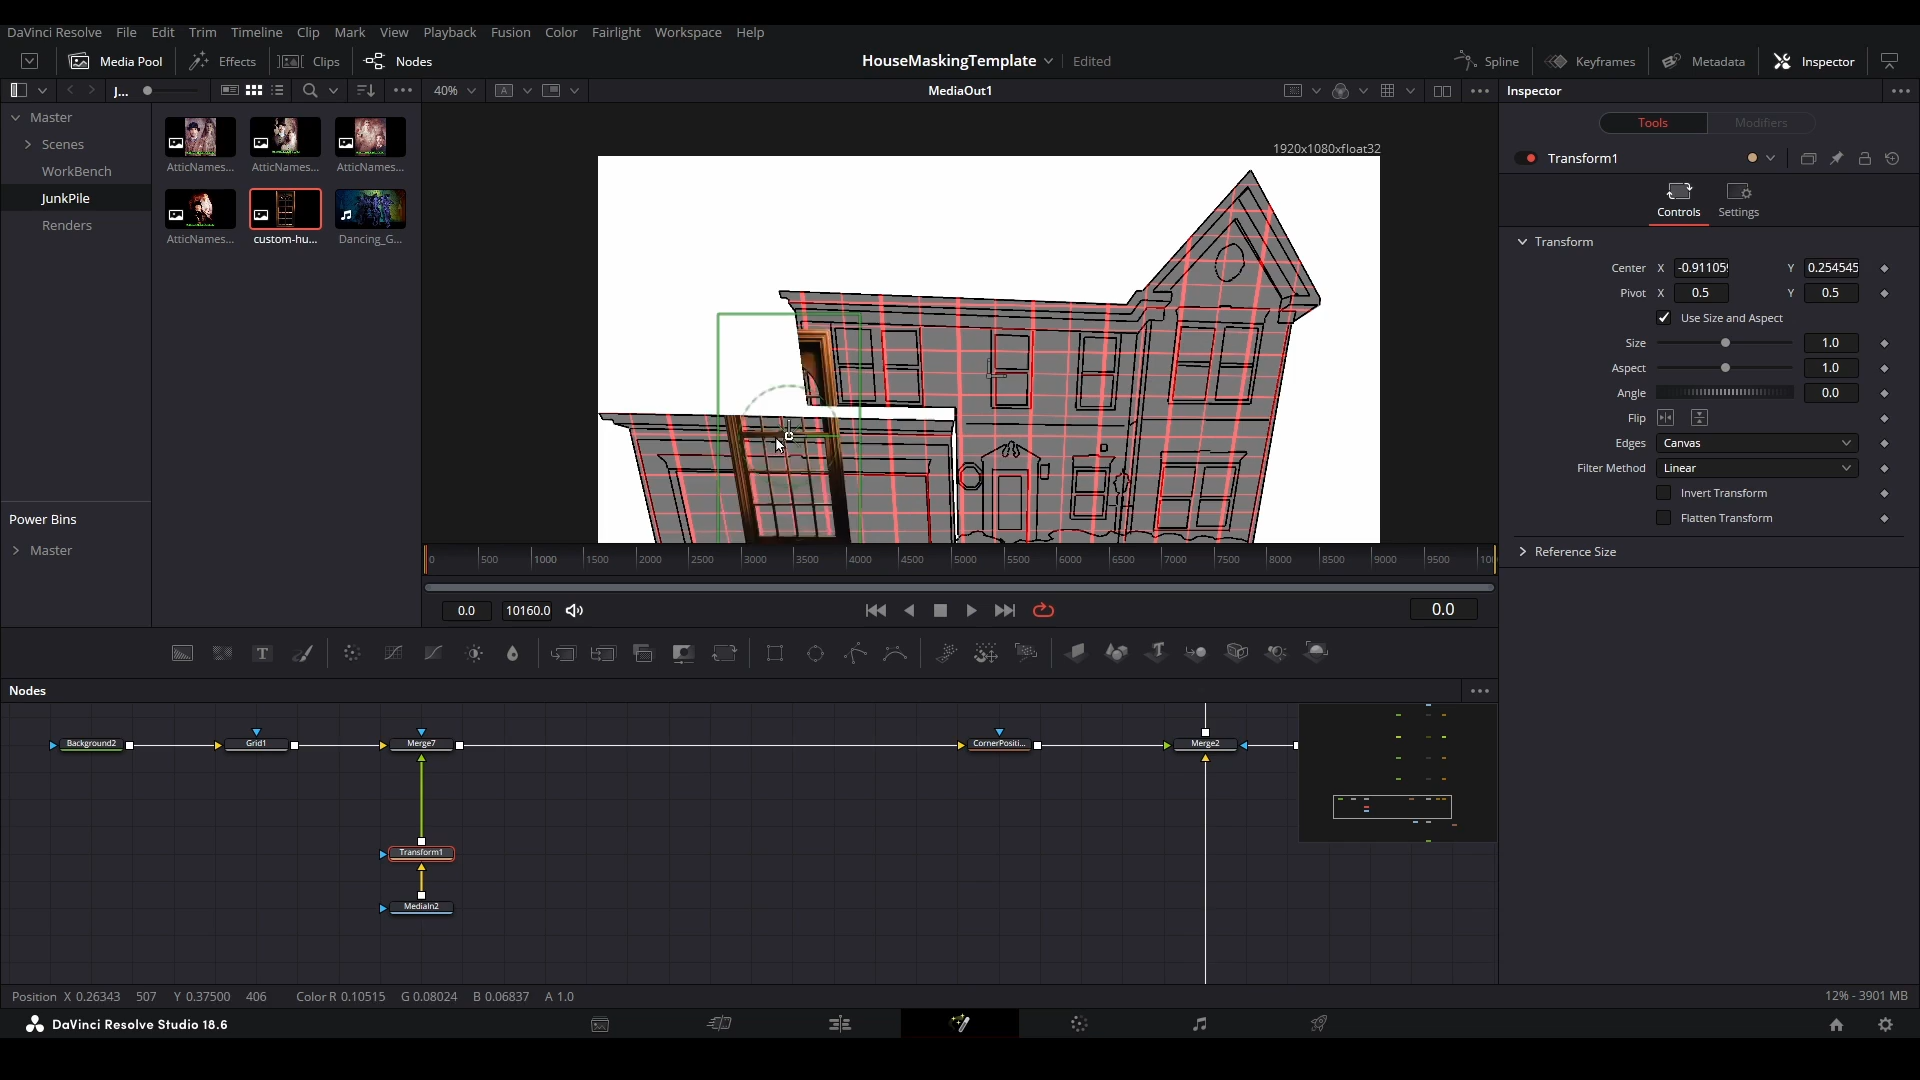 DaVinci Resolve File Edit Trim Timeline Clip Mark View Playback Fusion Color Fairlight Workspace Help
Media Pool Effects Clips Nodes HouseMaskingTemplate Edited Spline Keyframes Metadata Inspector
J... 40% MediaOut1 Inspector
Master
Scenes
WorkBench
JunkPile
Renders
AtticNames... AtticNames... AtticNames...
AtticNames... custom-hu... Dancing_G...
Power Bins
Master
1920x1080xfloat32
Tools Modifiers
Transform1
Controls Settings
Transform
Center X -0.91105 Y 0.254545
Pivot X 0.5 Y 0.5
Use Size and Aspect
Size 1.0
Aspect 1.0
Angle 0.0
Flip
Edges Canvas
Filter Method Linear
Invert Transform
Flatten Transform
Reference Size
0 500 1000 1500 2000 2500 3000 3500 4000 4500 5000 5500 6000 6500 7000 7500 8000 8500 9000 9500
0.0 10160.0 0.0
Nodes
Background2 Grid1 Merge7 CornerPositi... Merge2
Transform1
MediaIn2
Position X 0.26343 507 Y 0.37500 406 Color R 0.10515 G 0.08024 B 0.06837 A 1.0 12% - 3901 MB
DaVinci Resolve Studio 18.6